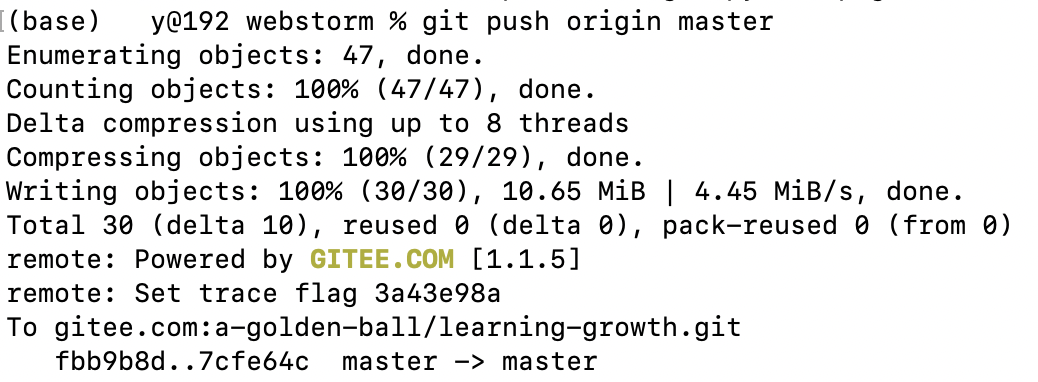 (base)   y@192 webstorm % git push origin master
Enumerating objects: 47, done.
Counting objects: 100% (47/47), done.
Delta compression using up to 8 threads
Compressing objects: 100% (29/29), done.
Writing objects: 100% (30/30), 10.65 MiB | 4.45 MiB/s, done.
Total 30 (delta 10), reused 0 (delta 0), pack-reused 0 (from 0)
remote: Powered by GITEE.COM [1.1.5]
remote: Set trace flag 3a43e98a
To gitee.com:a-golden-ball/learning-growth.git
   fbb9b8d..7cfe64c  master -> master